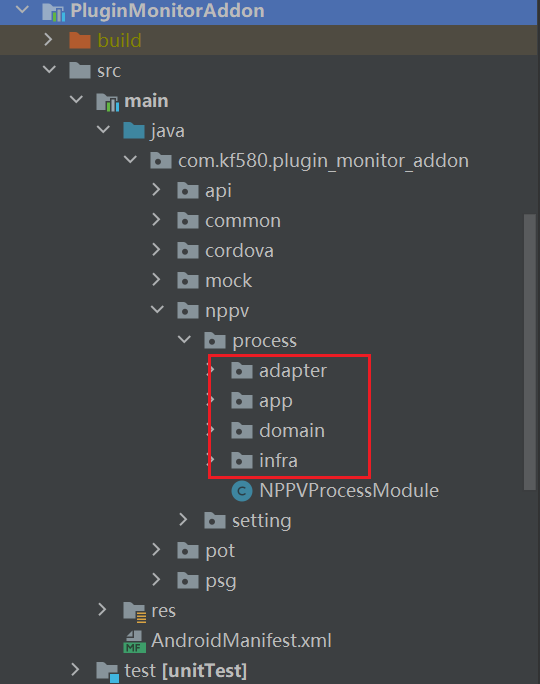 PluginMonitorAddon
build
src
main
java
com.kf580.plugin_monitor_addon
api
common
cordova
mock
nppv
process
adapter
app
domain
infra
C NPPVProcessModule
setting
pot
psg
res
MF AndroidManifest.xml
test [unitTest]